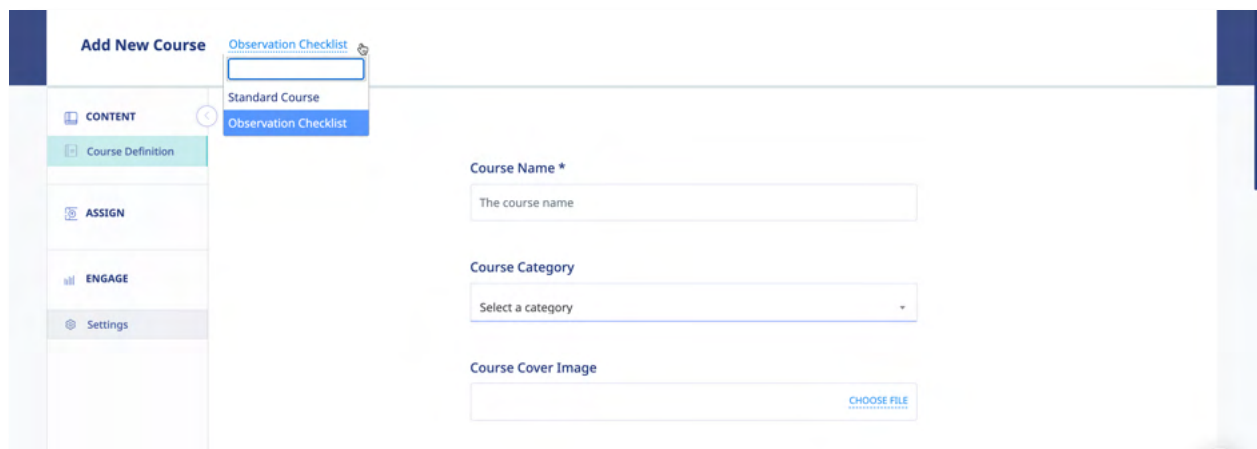 Add New Course
Observation Checklist
Standard Course
Observation Checklist
CONTENT
Course Definition
ASSIGN
ENGAGE
Settings
Course Name *
The course name
Course Category
Select a category
Course Cover Image
CHOOSE FILE